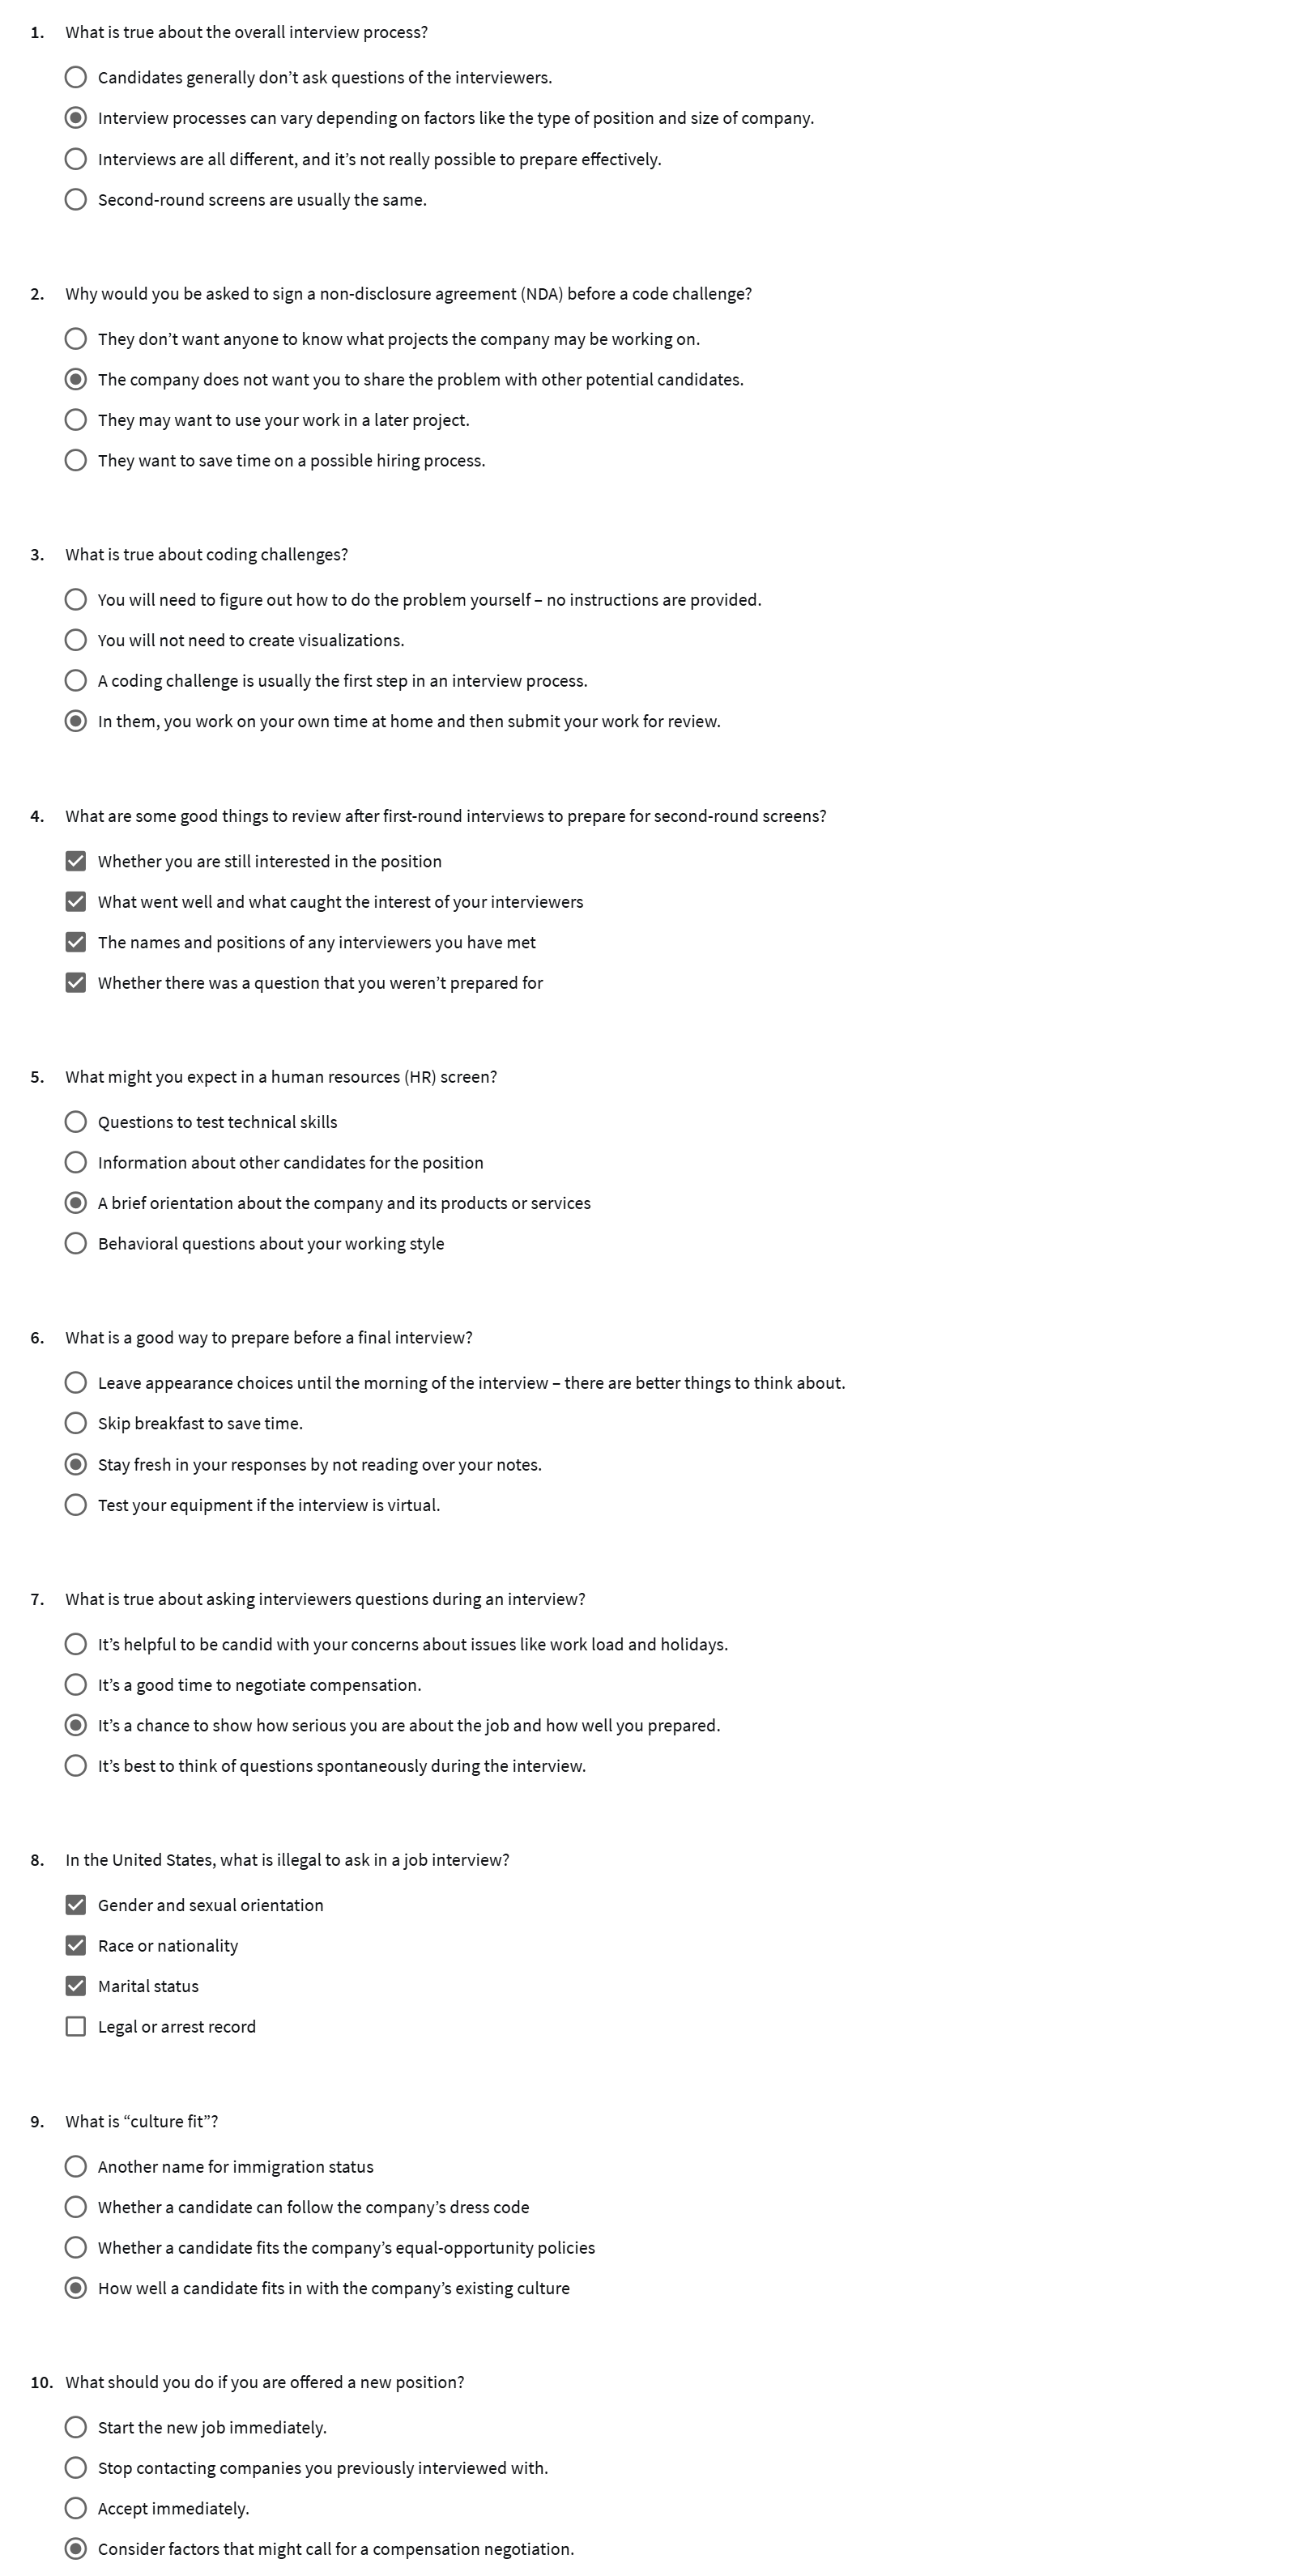 1. What is true about the overall interview process?
Candidates generally don’t ask questions of the interviewers.
Interview processes can vary depending on factors like the type of position and size of company.
Interviews are all different, and it’s not really possible to prepare effectively.
Second-round screens are usually the same.
2. Why would you be asked to sign a non-disclosure agreement (NDA) before a code challenge?
They don’t want anyone to know what projects the company may be working on.
The company does not want you to share the problem with other potential candidates.
They may want to use your work in a later project.
They want to save time on a possible hiring process.
3. What is true about coding challenges?
You will need to figure out how to do the problem yourself – no instructions are provided.
You will not need to create visualizations.
A coding challenge is usually the first step in an interview process.
In them, you work on your own time at home and then submit your work for review.
4. What are some good things to review after first-round interviews to prepare for second-round screens?
Whether you are still interested in the position
What went well and what caught the interest of your interviewers
The names and positions of any interviewers you have met
Whether there was a question that you weren’t prepared for
5. What might you expect in a human resources (HR) screen?
Questions to test technical skills
Information about other candidates for the position
A brief orientation about the company and its products or services
Behavioral questions about your working style
6. What is a good way to prepare before a final interview?
Leave appearance choices until the morning of the interview – there are better things to think about.
Skip breakfast to save time.
Stay fresh in your responses by not reading over your notes.
Test your equipment if the interview is virtual.
7. What is true about asking interviewers questions during an interview?
It’s helpful to be candid with your concerns about issues like work load and holidays.
It’s a good time to negotiate compensation.
It’s a chance to show how serious you are about the job and how well you prepared.
It’s best to think of questions spontaneously during the interview.
8. In the United States, what is illegal to ask in a job interview?
Gender and sexual orientation
Race or nationality
Marital status
Legal or arrest record
9. What is “culture fit”?
Another name for immigration status
Whether a candidate can follow the company’s dress code
Whether a candidate fits the company’s equal-opportunity policies
How well a candidate fits in with the company’s existing culture
10. What should you do if you are offered a new position?
Start the new job immediately.
Stop contacting companies you previously interviewed with.
Accept immediately.
Consider factors that might call for a compensation negotiation.